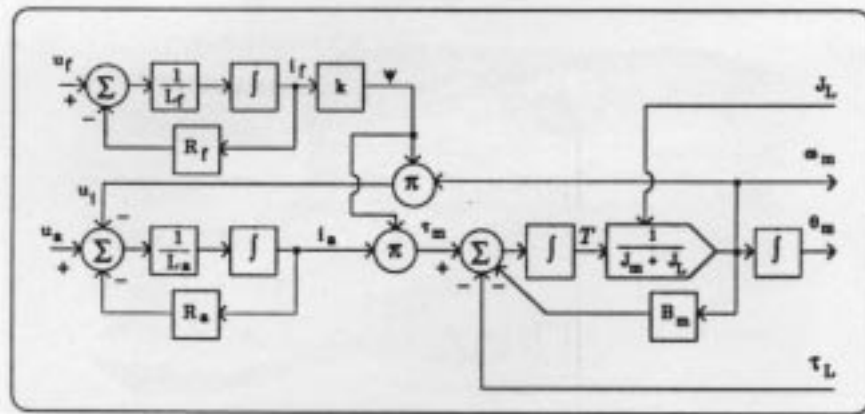 u_f + − Σ 1/L_f ∫ i_f k Ψ
R_f
J_L
ω_m
π
u_i −
u_a + − Σ 1/L_a ∫ i_a π τ_m + − − Σ ∫ T 1/(J_m + J_L) ∫ θ_m
R_a
B_m
τ_L